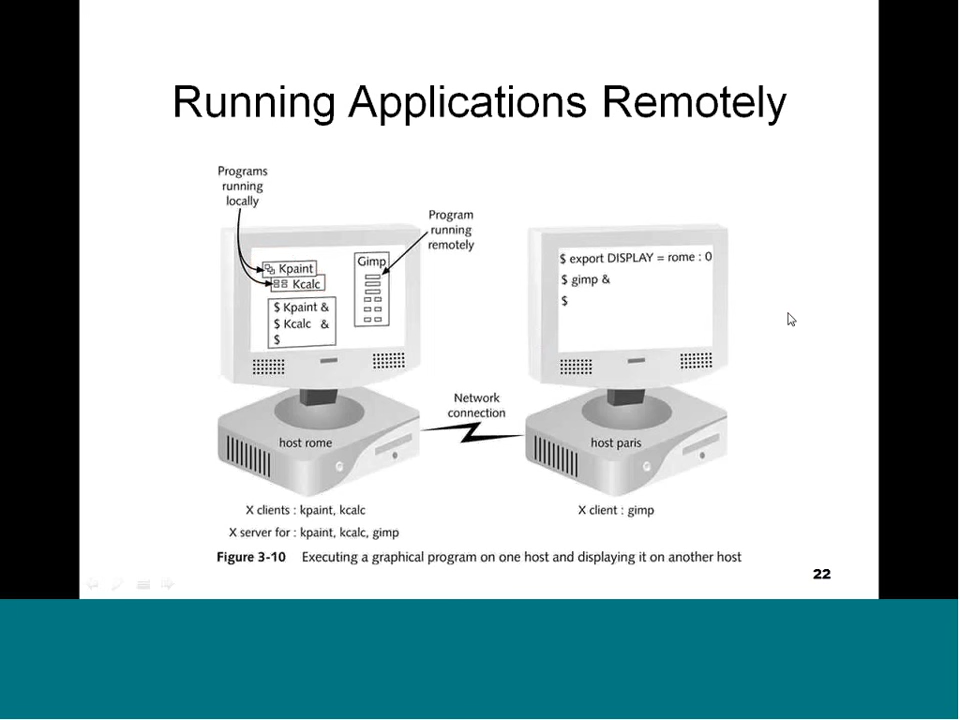 Running Applications Remotely
Programs
running
locally
Program
running
remotely
Kpaint
Kcalc
Gimp
$ Kpaint &
$ Kcalc &
$
$ export DISPLAY = rome : 0
$ gimp &
$
Network
connection
host rome
host paris
X clients : kpaint, kcalc
X server for : kpaint, kcalc, gimp
X client : gimp
Figure 3-10 Executing a graphical program on one host and displaying it on another host
22